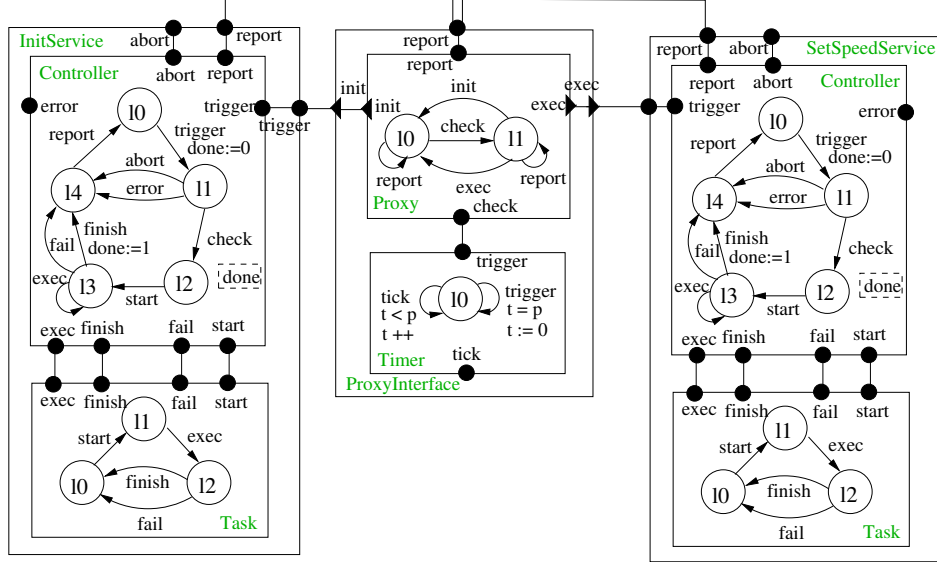 InitService
abort
report
Controller
abort
report
error
trigger
trigger
l0
report
trigger
done:=0
abort
error
l4
l1
fail
finish
done:=1
check
exec
l3
l2
start
done
exec
finish
fail
start
exec
finish
fail
start
l1
start
exec
l0
finish
l2
fail
Task
report
report
init
init
init
exec
exec
l0
check
l1
report
report
exec
Proxy
check
trigger
tick
t < p
t ++
l0
trigger
t = p
t := 0
Timer
tick
ProxyInterface
report
abort
SetSpeedService
report
abort
Controller
trigger
error
l0
report
trigger
done:=0
abort
error
l4
l1
fail
finish
done:=1
check
exec
l3
l2
start
done
exec
finish
fail
start
exec
finish
fail
start
l1
start
exec
l0
finish
l2
fail
Task